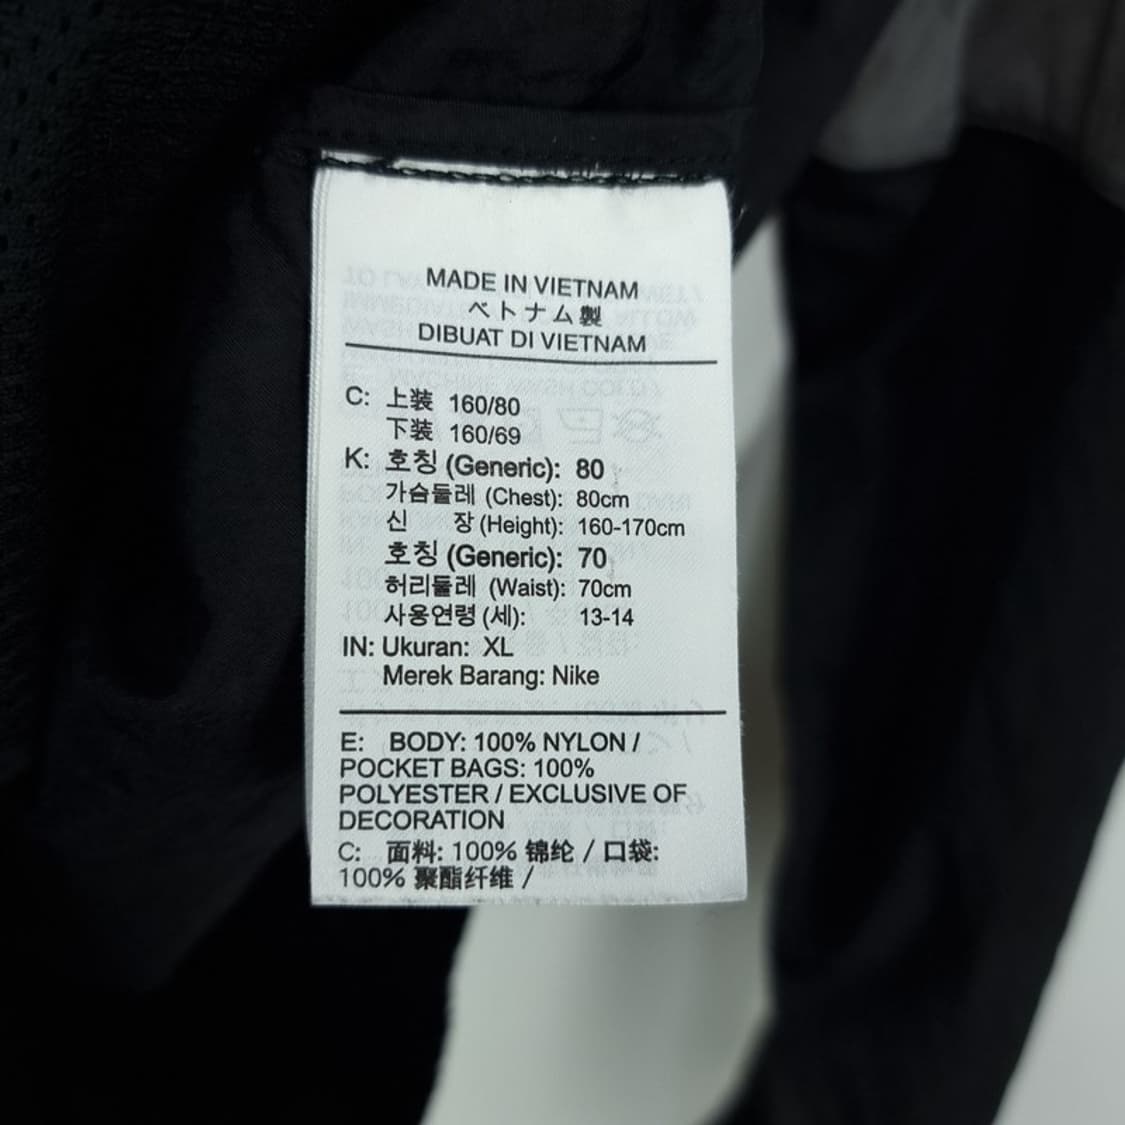 MADE IN VIETNAM
ベトナム製
DIBUAT DI VIETNAM
C: 上装 160/80
下装 160/69
K: 호칭 (Generic): 80
가슴둘레 (Chest): 80cm
신 장 (Height): 160-170cm
호칭 (Generic): 70
허리둘레 (Waist): 70cm
사용연령 (세): 13-14
IN: Ukuran: XL
Merek Barang: Nike
E: BODY: 100% NYLON /
POCKET BAGS: 100%
POLYESTER / EXCLUSIVE OF
DECORATION
C: 面料: 100% 锦纶 / 口袋:
100% 聚酯纤维 /